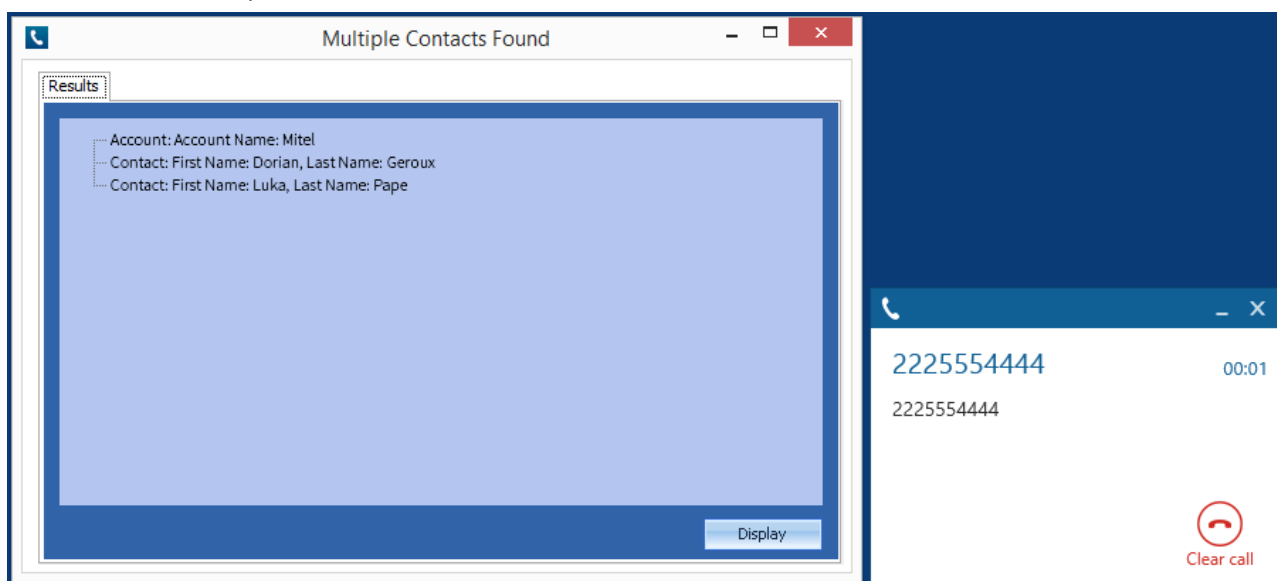 Multiple Contacts Found
Results
Account: Account Name: Mitel
Contact: First Name: Dorian, Last Name: Geroux
Contact: First Name: Luka, Last Name: Pape
Display
2225554444 00:01
2225554444
Clear call